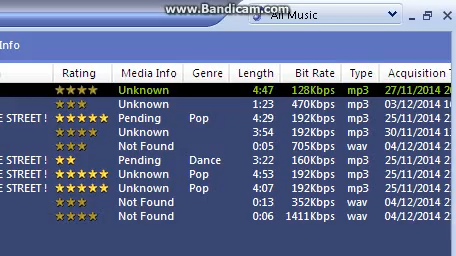 www.Bandicam.com
All Music
Info
Rating Media Info Genre Length Bit Rate Type Acquisition
Unknown 4:47 128Kbps mp3 27/11/2014
Unknown 1:23 470Kbps mp3 03/12/2014
E STREET! Pending Pop 4:29 192Kbps mp3 25/11/2014
Unknown 3:54 192Kbps mp3 30/11/2014
Not Found 0:05 705Kbps wav 04/12/2014
E STREET! Pending Dance 3:22 160Kbps mp3 25/11/2014
E STREET! Unknown Pop 4:53 192Kbps mp3 25/11/2014
E STREET! Unknown Pop 4:07 192Kbps mp3 25/11/2014
Not Found 0:13 352Kbps wav 04/12/2014
Not Found 0:06 1411Kbps wav 04/12/2014